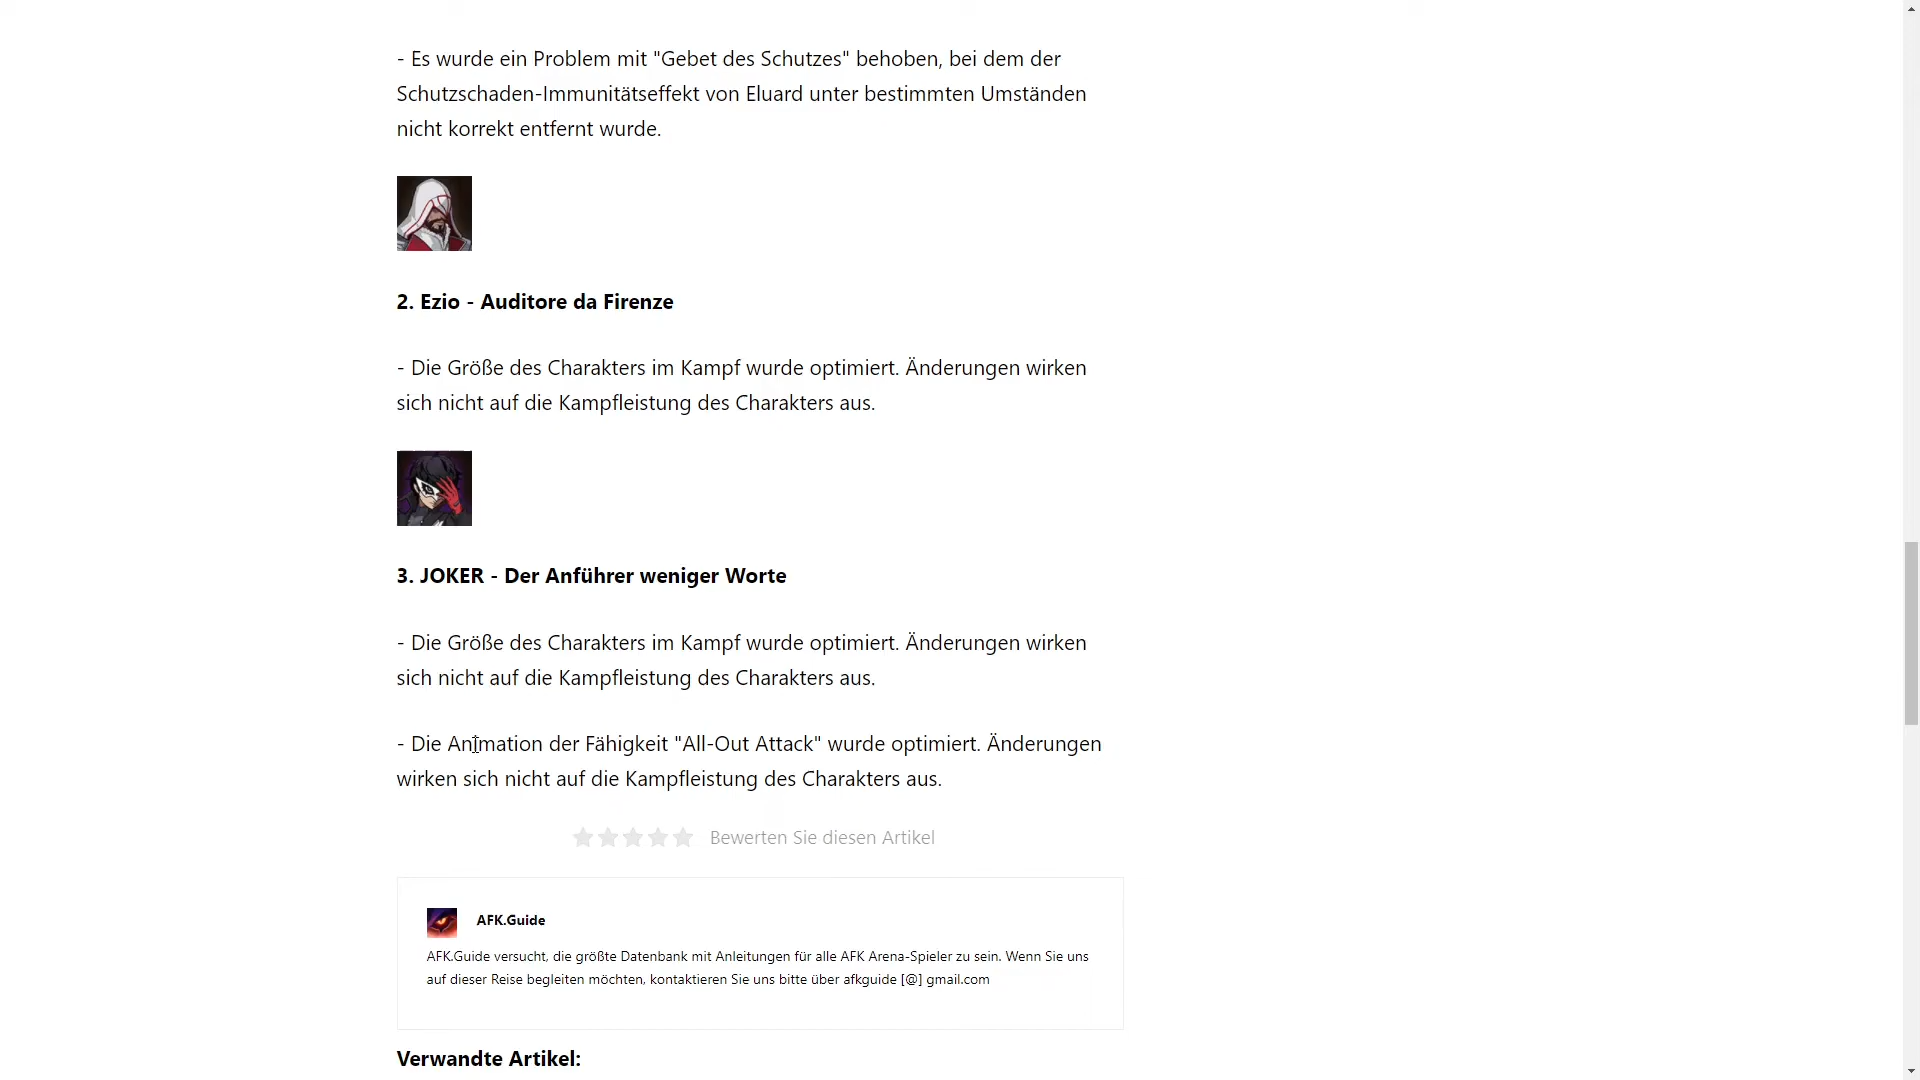 - Es wurde ein Problem mit "Gebet des Schutzes" behoben, bei dem der
Schutzschaden-Immunitätseffekt von Eluard unter bestimmten Umständen
nicht korrekt entfernt wurde.
2. Ezio - Auditore da Firenze
- Die Größe des Charakters im Kampf wurde optimiert. Änderungen wirken
sich nicht auf die Kampfleistung des Charakters aus.
3. JOKER - Der Anführer weniger Worte
- Die Größe des Charakters im Kampf wurde optimiert. Änderungen wirken
sich nicht auf die Kampfleistung des Charakters aus.
- Die Animation der Fähigkeit "All-Out Attack" wurde optimiert. Änderungen
wirken sich nicht auf die Kampfleistung des Charakters aus.
Bewerten Sie diesen Artikel
AFK.Guide
AFK.Guide versucht, die größte Datenbank mit Anleitungen für alle AFK Arena-Spieler zu sein. Wenn Sie uns
auf dieser Reise begleiten möchten, kontaktieren Sie uns bitte über afkguide [@] gmail.com
Verwandte Artikel: